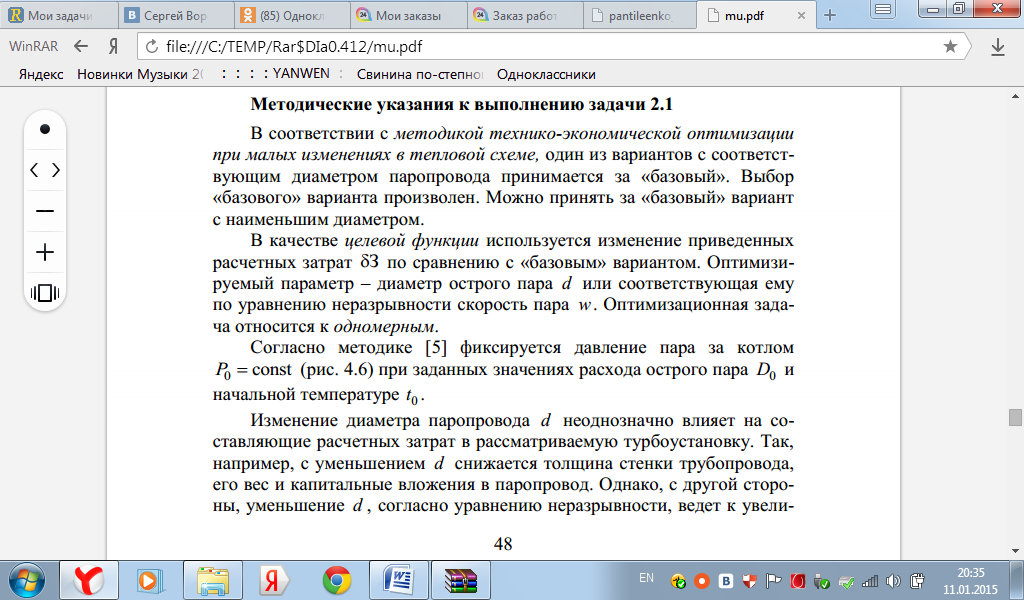 Мои задачи
Сергей Вор
(85) Однокл
Мои заказы
Заказ работ
pantileenko_
mu.pdf
WinRAR
file:///C:/TEMP/Rar$DIa0.412/mu.pdf
Яндекс
Новинки Музыки 20
: : : : YANWEN :
Свинина по-степно
Одноклассники
Методические указания к выполнению задачи 2.1
В соответствии с методикой технико-экономической оптимизации
при малых изменениях в тепловой схеме, один из вариантов с соответст-
вующим диаметром паропровода принимается за «базовый». Выбор
«базового» варианта произволен. Можно принять за «базовый» вариант
с наименьшим диаметром.
В качестве целевой функции используется изменение приведенных
расчетных затрат δЗ по сравнению с «базовым» вариантом. Оптимизи-
руемый параметр – диаметр острого пара d или соответствующая ему
по уравнению неразрывности скорость пара w. Оптимизационная зада-
ча относится к одномерным.
Согласно методике [5] фиксируется давление пара за котлом
P₀ = const (рис. 4.6) при заданных значениях расхода острого пара D₀ и
начальной температуре t₀.
Изменение диаметра паропровода d неоднозначно влияет на со-
ставляющие расчетных затрат в рассматриваемую турбоустановку. Так,
например, с уменьшением d снижается толщина стенки трубопровода,
его вес и капитальные вложения в паропровод. Однако, с другой сторо-
ны, уменьшение d, согласно уравнению неразрывности, ведет к увели-
48
EN
20:35
11.01.2015